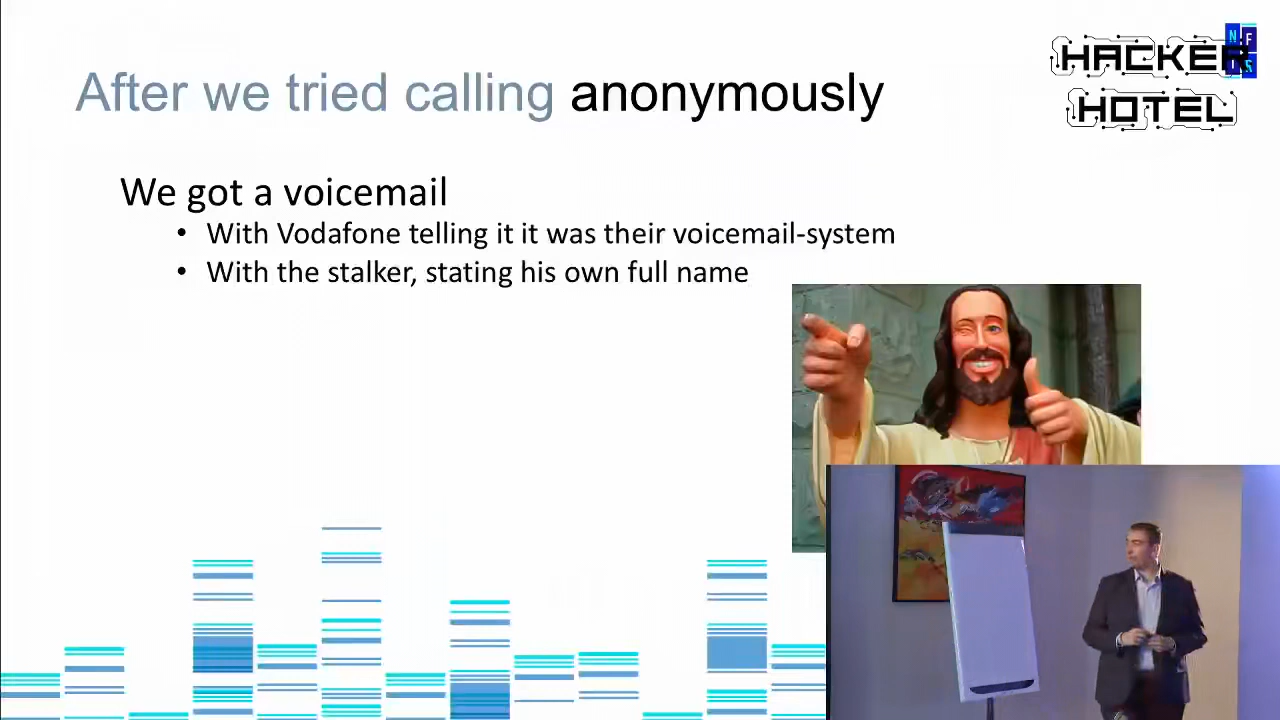 After we tried calling anonymously
HACKER
HOTEL
We got a voicemail
• With Vodafone telling it it was their voicemail-system
• With the stalker, stating his own full name